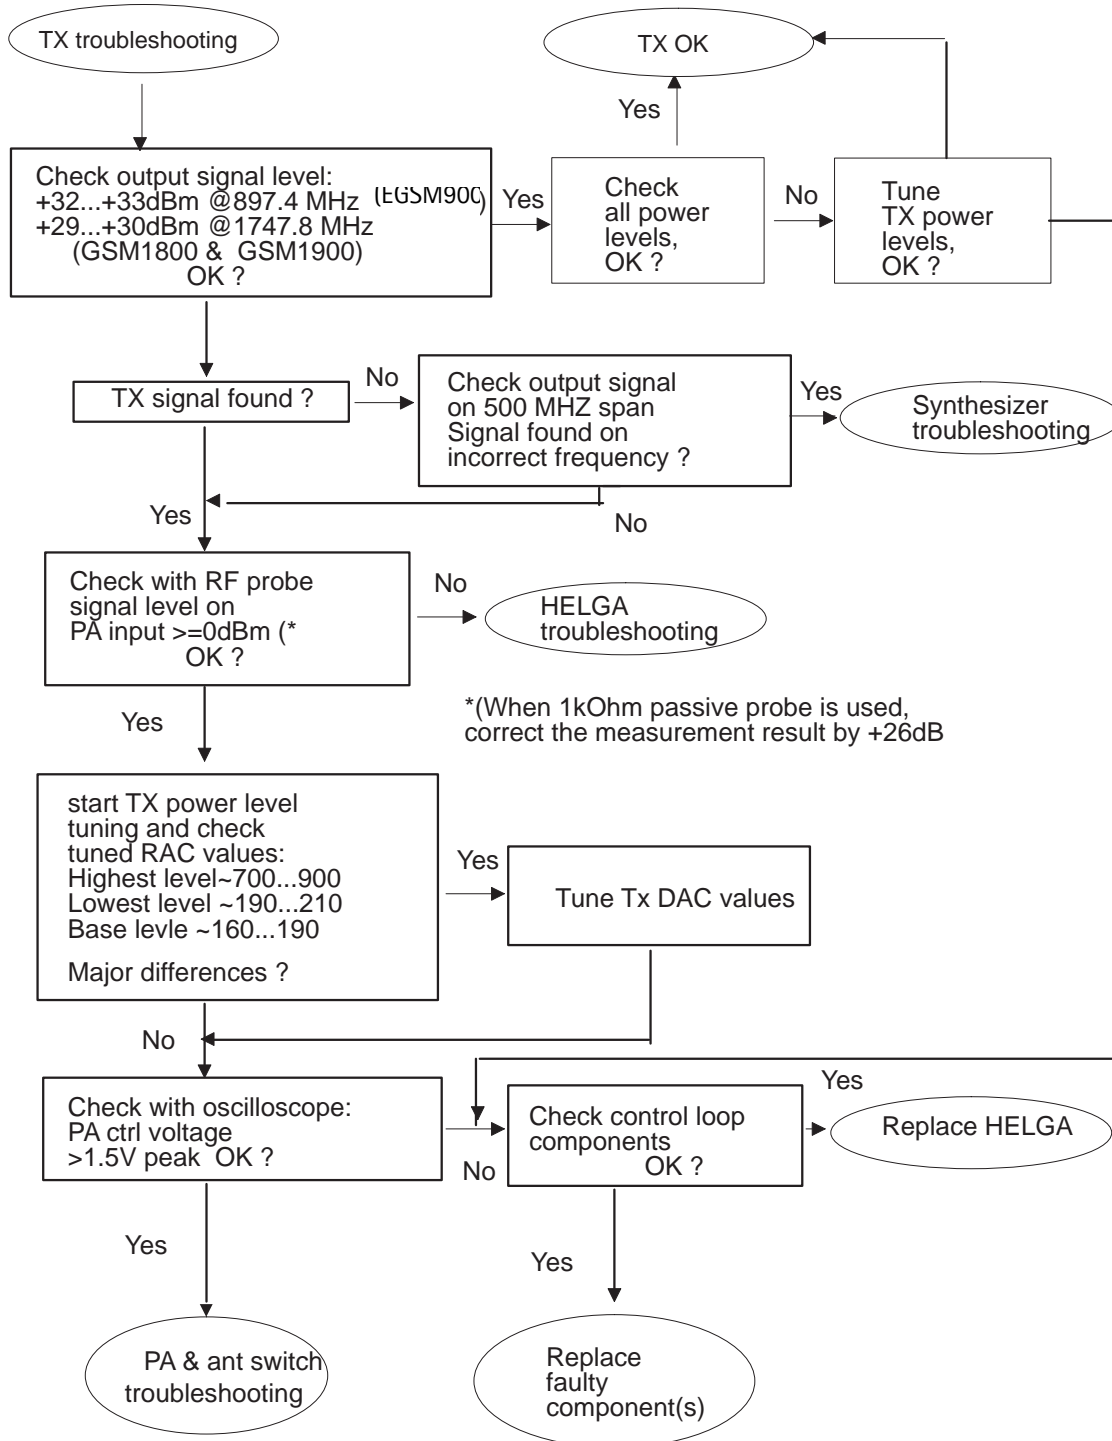 TX troubleshooting
TX OK
Yes
Check output signal level:
+32...+33dBm @897.4 MHz (EGSM900)
+29...+30dBm @1747.8 MHz
(GSM1800 & GSM1900)
OK ?
Yes
Check
all power
levels,
OK ?
No
Tune
TX power
levels,
OK ?
TX signal found ?
No
Check output signal
on 500 MHZ span
Signal found on
incorrect frequency ?
Yes
Synthesizer
troubleshooting
Yes
No
Check with RF probe
signal level on
PA input >=0dBm (*
OK ?
No
HELGA
troubleshooting
Yes
*(When 1kOhm passive probe is used,
correct the measurement result by +26dB
start TX power level
tuning and check
tuned RAC values:
Highest level~700...900
Lowest level ~190...210
Base levle ~160...190
Major differences ?
Yes
Tune Tx DAC values
No
Check with oscilloscope:
PA ctrl voltage
>1.5V peak OK ?
No
Check control loop
components
OK ?
Yes
Replace HELGA
Yes
Yes
PA & ant switch
troubleshooting
Replace
faulty
component(s)